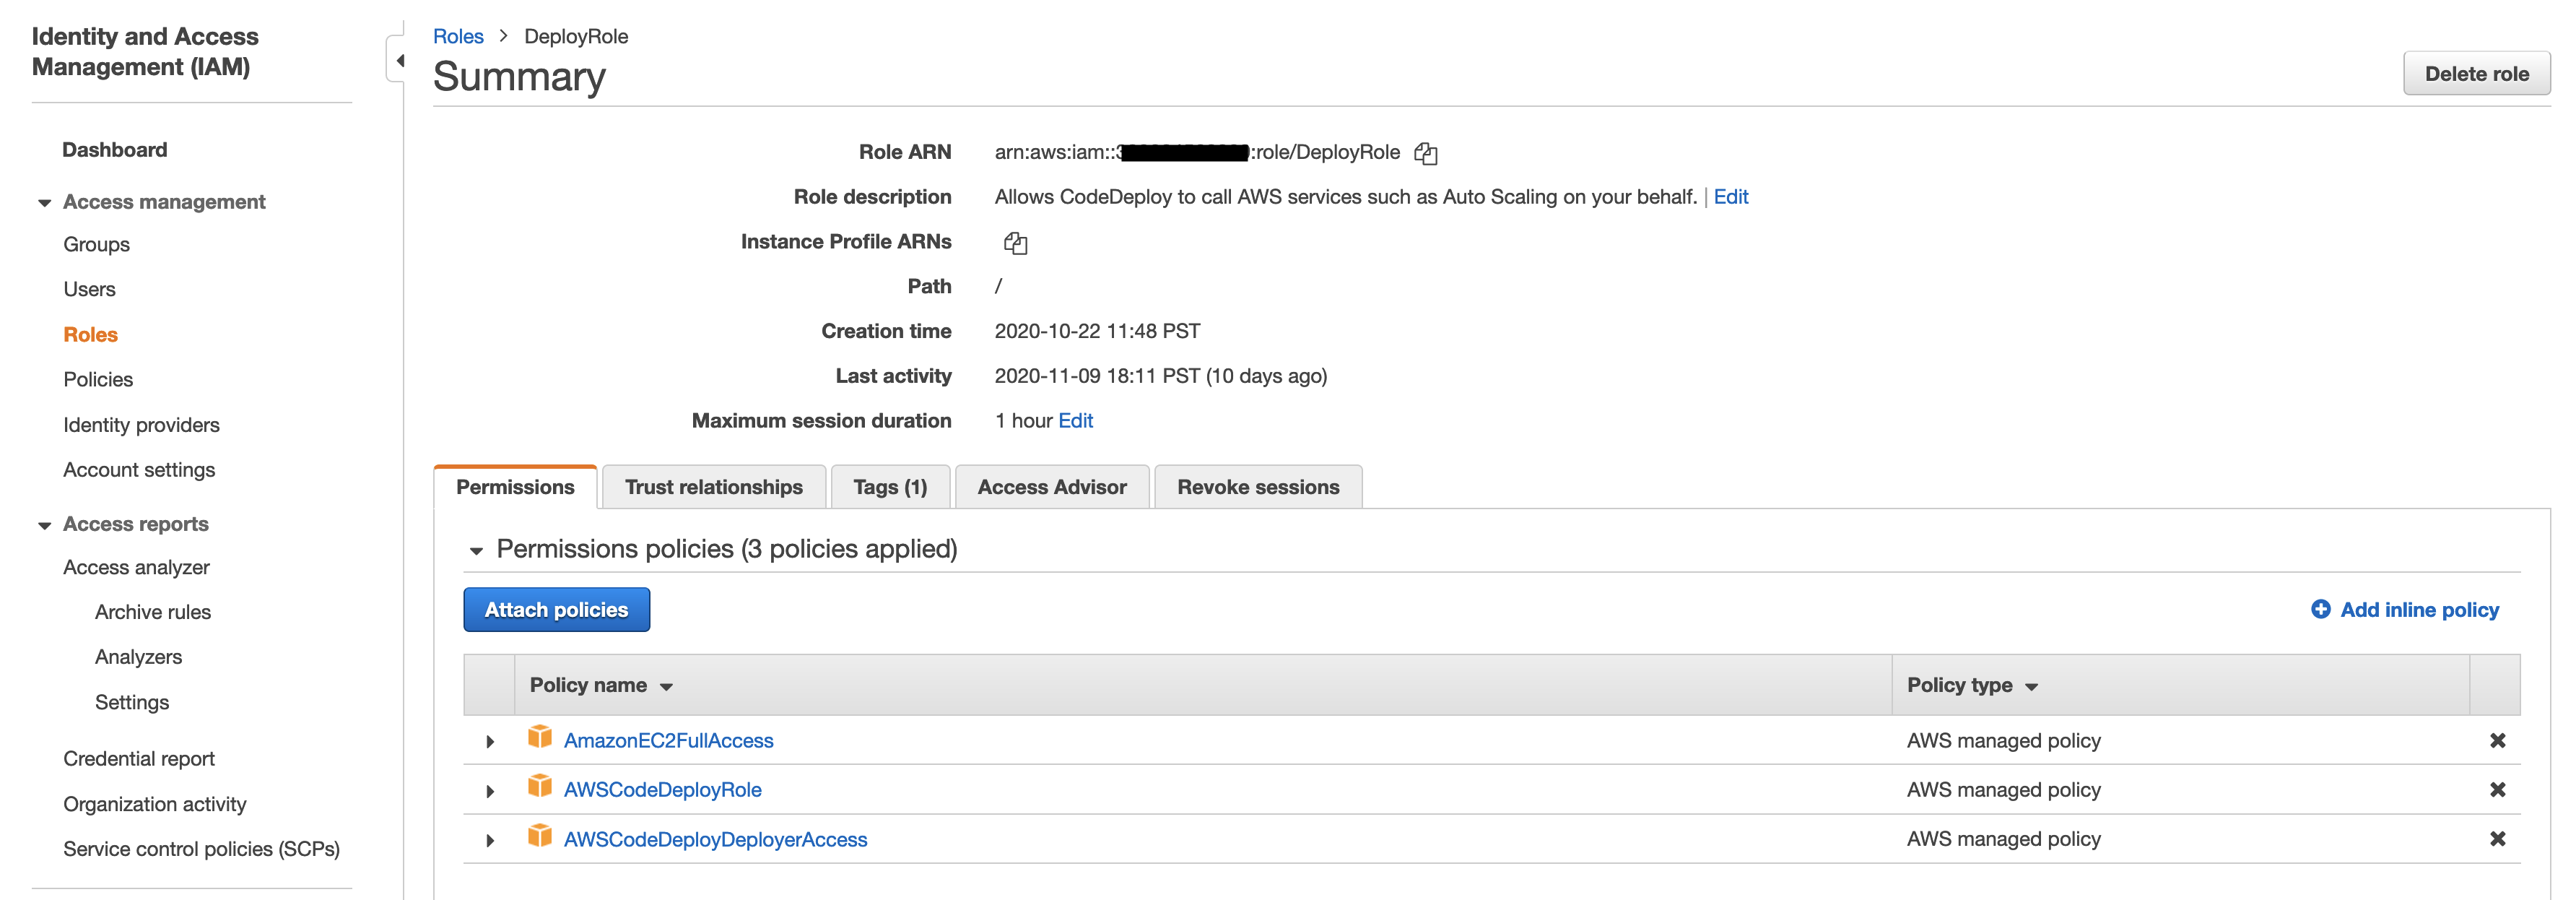 Identity and Access
Management (IAM)
Dashboard
Access management
Groups
Users
Roles
Policies
Identity providers
Account settings
Access reports
Access analyzer
Archive rules
Analyzers
Settings
Credential report
Organization activity
Service control policies (SCPs)
Roles > DeployRole
Summary
Delete role
Role ARN arn:aws:iam:: :role/DeployRole
Role description Allows CodeDeploy to call AWS services such as Auto Scaling on your behalf. | Edit
Instance Profile ARNs
Path /
Creation time 2020-10-22 11:48 PST
Last activity 2020-11-09 18:11 PST (10 days ago)
Maximum session duration 1 hour Edit
Permissions Trust relationships Tags (1) Access Advisor Revoke sessions
Permissions policies (3 policies applied)
Attach policies Add inline policy
Policy name Policy type
AmazonEC2FullAccess AWS managed policy
AWSCodeDeployRole AWS managed policy
AWSCodeDeployDeployerAccess AWS managed policy